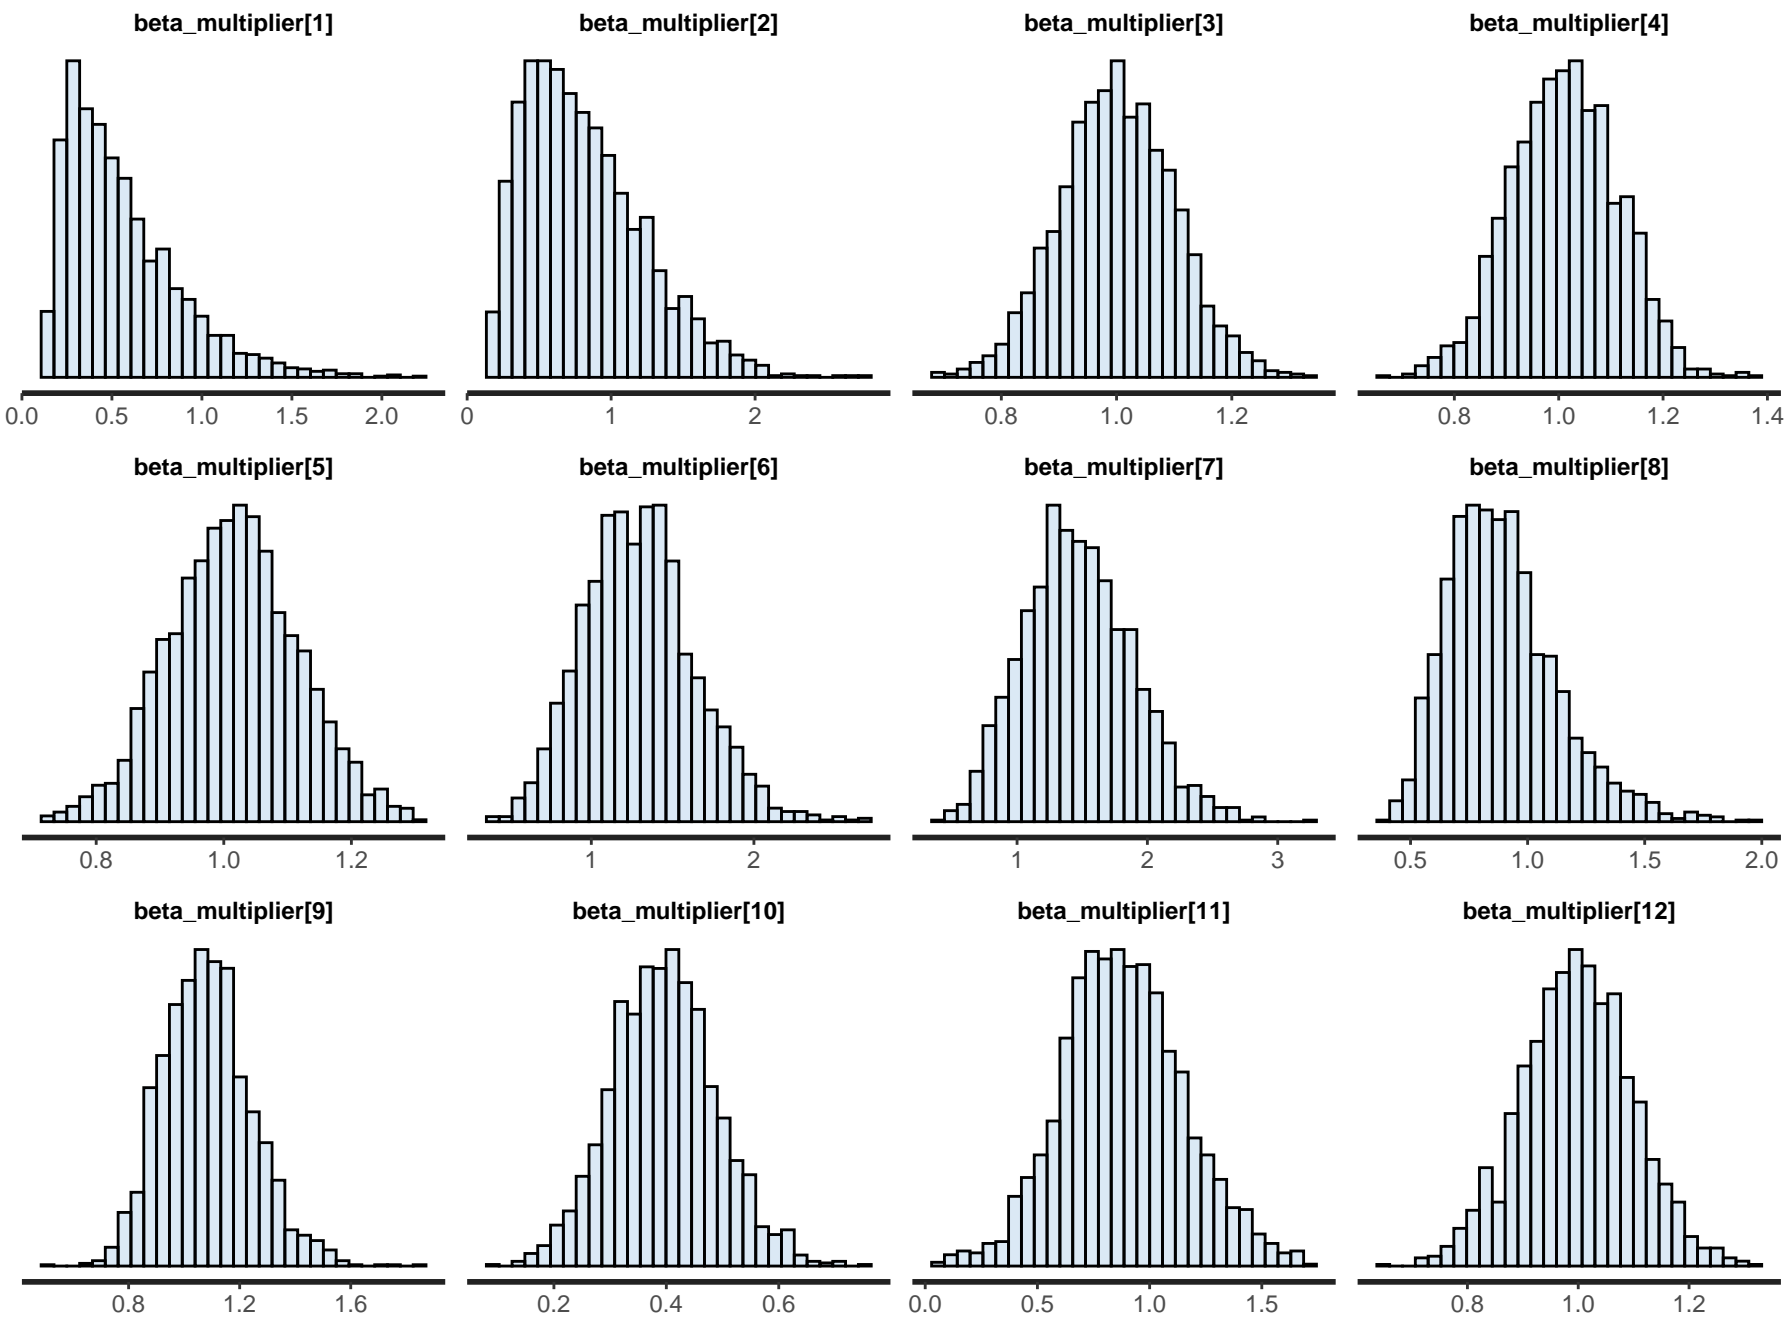 beta_multiplier[1] beta_multiplier[2] beta_multiplier[3] beta_multiplier[4]
0.0 0.5 1.0 1.5 2.0 0 1 2 0.8 1.0 1.2 0.8 1.0 1.2 1.4
beta_multiplier[5] beta_multiplier[6] beta_multiplier[7] beta_multiplier[8]
0.8 1.0 1.2 1 2 1 2 3 0.5 1.0 1.5 2.0
beta_multiplier[9] beta_multiplier[10] beta_multiplier[11] beta_multiplier[12]
0.8 1.2 1.6 0.2 0.4 0.6 0.0 0.5 1.0 1.5 0.8 1.0 1.2